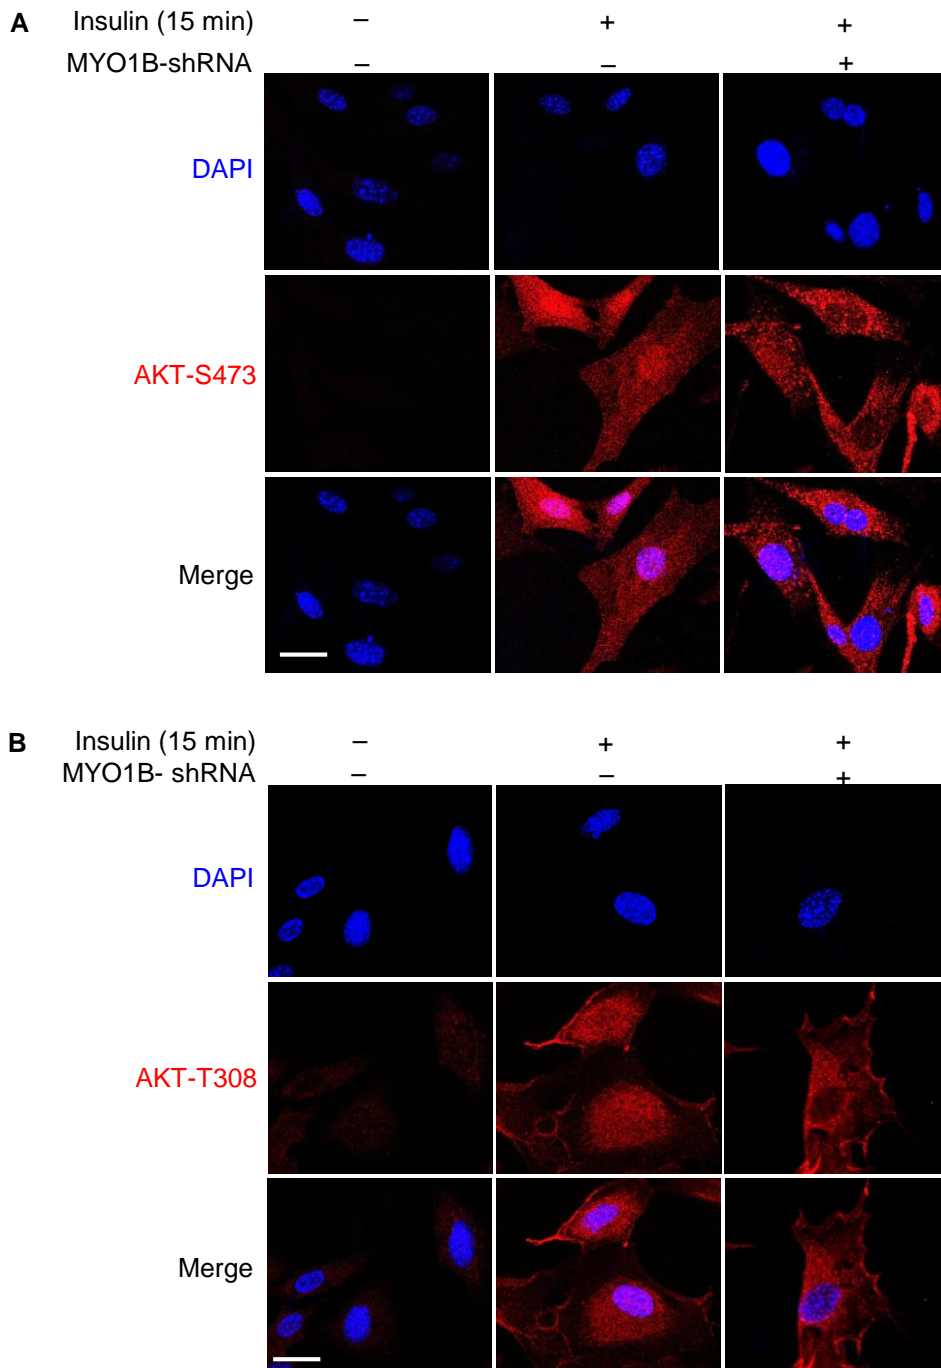 A Insulin (15 min) – + +
MYO1B-shRNA – – +
DAPI
AKT-S473
Merge
B Insulin (15 min) – + +
MYO1B- shRNA – – +
DAPI
AKT-T308
Merge